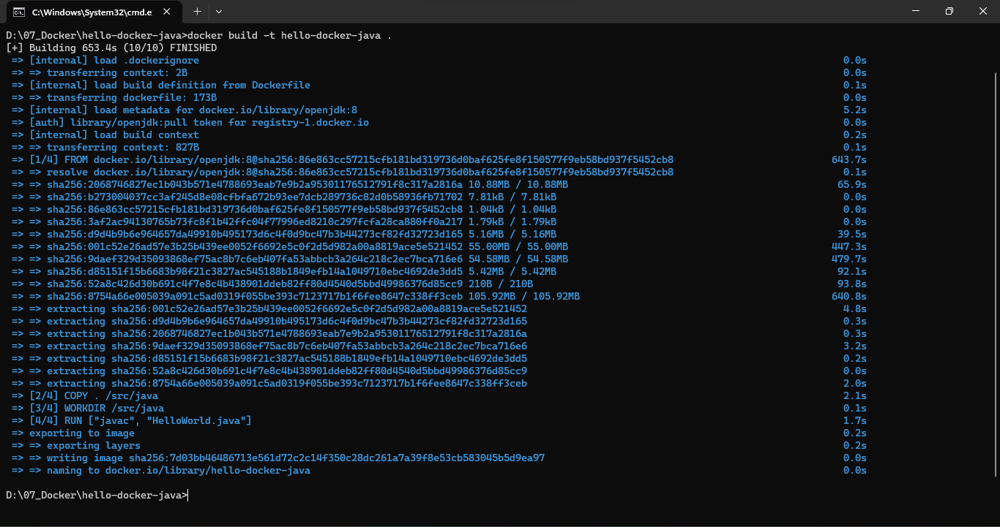 C:\Windows\System32\cmd.e
D:\07_Docker\hello-docker-java>docker build -t hello-docker-java .
[+] Building 653.4s (10/10) FINISHED
=> [internal] load .dockerignore 0.0s
=> => transferring context: 2B 0.0s
=> [internal] load build definition from Dockerfile 0.1s
=> => transferring dockerfile: 173B 0.0s
=> [internal] load metadata for docker.io/library/openjdk:8 5.2s
=> [auth] library/openjdk:pull token for registry-1.docker.io 0.0s
=> [internal] load build context 0.2s
=> => transferring context: 827B 0.1s
=> [1/4] FROM docker.io/library/openjdk:8@sha256:86e863cc57215cfb181bd319736d0baf625fe8f150577f9eb58bd937f5452cb8 643.7s
=> => resolve docker.io/library/openjdk:8@sha256:86e863cc57215cfb181bd319736d0baf625fe8f150577f9eb58bd937f5452cb8 0.1s
=> => sha256:2068746827ec1b043b571e4788693eab7e9b2a95301176512791f8c317a2816a 10.88MB / 10.88MB 65.9s
=> => sha256:b273004037cc3af245d8e08cfbfa672b93ee7dcb289736c82d0b58936fb71702 7.81kB / 7.81kB 0.0s
=> => sha256:86e863cc57215cfb181bd319736d0baf625fe8f150577f9eb58bd937f5452cb8 1.04kB / 1.04kB 0.0s
=> => sha256:3af2ac94130765b73fc8f1b42ffc04f77996ed8210c297fcfa28ca880ff0a217 1.79kB / 1.79kB 0.0s
=> => sha256:d9d4b9b6e964657da49910b495173d6c4f0d9bc47b3b44273cf82fd32723d165 5.16MB / 5.16MB 39.5s
=> => sha256:001c52e26ad57e3b25b439ee0052f6692e5c0f2d5d982a00a8819ace5e521452 55.00MB / 55.00MB 447.3s
=> => sha256:9daef329d35093868ef75ac8b7c6eb407fa53abbcb3a264c218c2ec7bca716e6 54.58MB / 54.58MB 479.7s
=> => sha256:d85151f15b6683b98f21c3827ac545188b1849efb14a1049710ebc4692de3dd5 5.42MB / 5.42MB 92.1s
=> => sha256:52a8c426d30b691c4f7e8c4b438901ddeb82ff80d4540d5bbd49986376d85cc9 210B / 210B 93.8s
=> => sha256:8754a66e005039a091c5ad0319f055be393c7123717b1f6fee8647c338ff3ceb 105.92MB / 105.92MB 640.8s
=> => extracting sha256:001c52e26ad57e3b25b439ee0052f6692e5c0f2d5d982a00a8819ace5e521452 4.8s
=> => extracting sha256:d9d4b9b6e964657da49910b495173d6c4f0d9bc47b3b44273cf82fd32723d165 0.3s
=> => extracting sha256:2068746827ec1b043b571e4788693eab7e9b2a95301176512791f8c317a2816a 0.3s
=> => extracting sha256:9daef329d35093868ef75ac8b7c6eb407fa53abbcb3a264c218c2ec7bca716e6 3.2s
=> => extracting sha256:d85151f15b6683b98f21c3827ac545188b1849efb14a1049710ebc4692de3dd5 0.2s
=> => extracting sha256:52a8c426d30b691c4f7e8c4b438901ddeb82ff80d4540d5bbd49986376d85cc9 0.0s
=> => extracting sha256:8754a66e005039a091c5ad0319f055be393c7123717b1f6fee8647c338ff3ceb 2.0s
=> [2/4] COPY . /src/java 2.1s
=> [3/4] WORKDIR /src/java 0.1s
=> [4/4] RUN ["javac", "HelloWorld.java"] 1.7s
=> exporting to image 0.2s
=> => exporting layers 0.2s
=> => writing image sha256:7d03bb46486713e561d72c2c14f350c28dc261a7a39f8e53cb583045b5d9ea97 0.0s
=> => naming to docker.io/library/hello-docker-java 0.0s
D:\07_Docker\hello-docker-java>